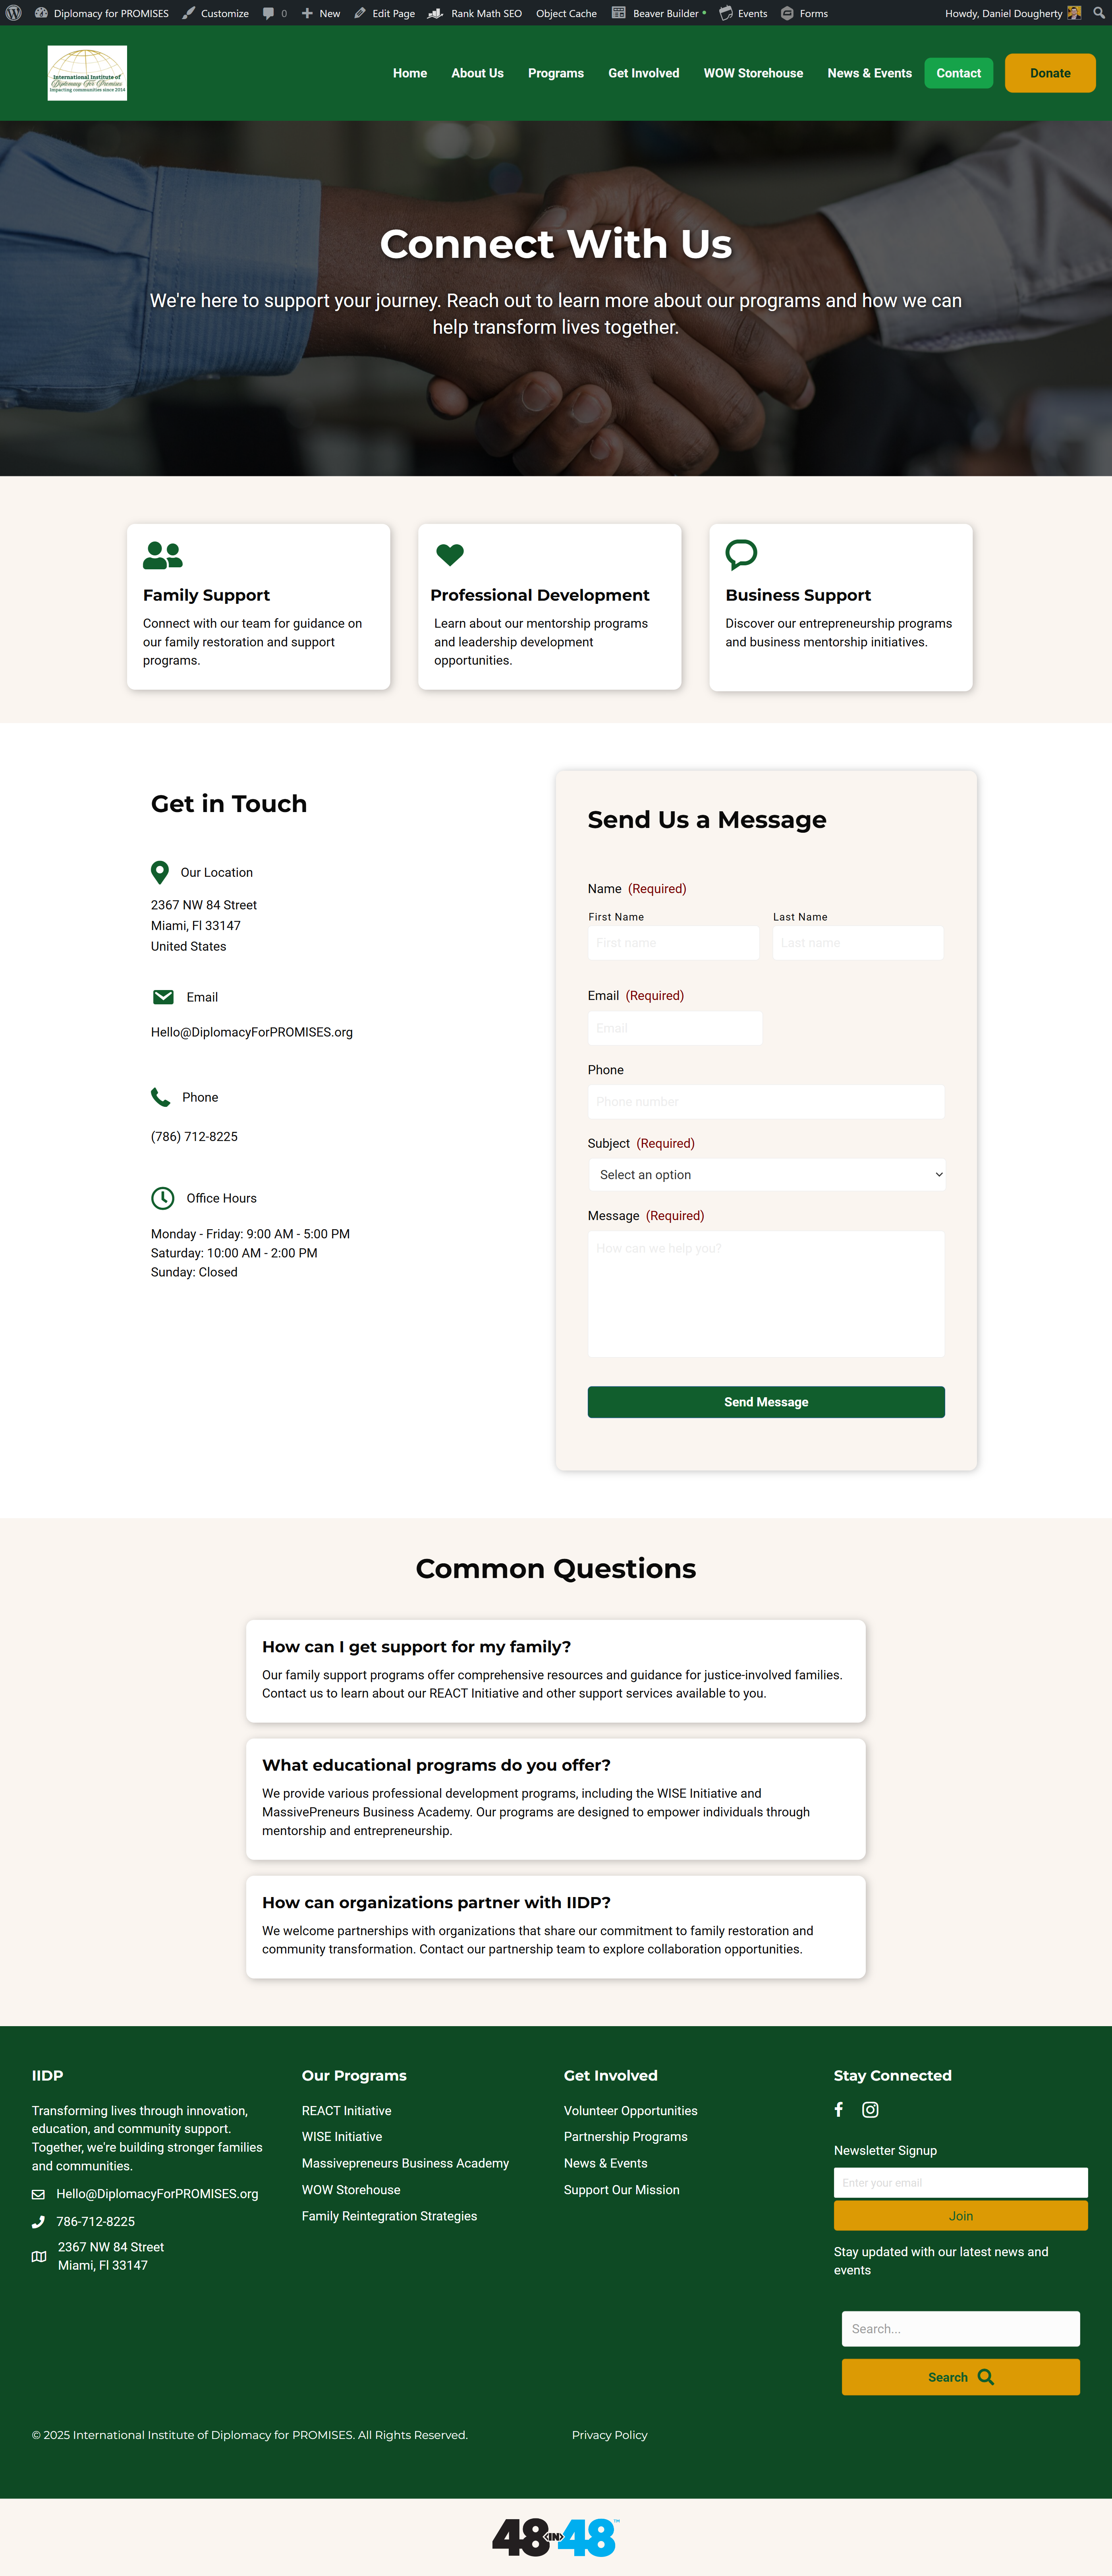 Diplomacy for PROMISES Customize 0 New Edit Page Rank Math SEO Object Cache Beaver Builder Events Forms Howdy, Daniel Dougherty
International Institute of
Diplomacy For Promises
Impacting communities since 2014
Home About Us Programs Get Involved WOW Storehouse News & Events Contact Donate
Connect With Us
We're here to support your journey. Reach out to learn more about our programs and how we can
help transform lives together.
Family Support
Connect with our team for guidance on
our family restoration and support
programs.
Professional Development
Learn about our mentorship programs
and leadership development
opportunities.
Business Support
Discover our entrepreneurship programs
and business mentorship initiatives.
Get in Touch
Our Location
2367 NW 84 Street
Miami, Fl 33147
United States
Email
Hello@DiplomacyForPROMISES.org
Phone
(786) 712-8225
Office Hours
Monday - Friday: 9:00 AM - 5:00 PM
Saturday: 10:00 AM - 2:00 PM
Sunday: Closed
Send Us a Message
Name (Required)
First Name Last Name
First name Last name
Email (Required)
Email
Phone
Phone number
Subject (Required)
Select an option
Message (Required)
How can we help you?
Send Message
Common Questions
How can I get support for my family?
Our family support programs offer comprehensive resources and guidance for justice-involved families.
Contact us to learn about our REACT Initiative and other support services available to you.
What educational programs do you offer?
We provide various professional development programs, including the WISE Initiative and
MassivePreneurs Business Academy. Our programs are designed to empower individuals through
mentorship and entrepreneurship.
How can organizations partner with IIDP?
We welcome partnerships with organizations that share our commitment to family restoration and
community transformation. Contact our partnership team to explore collaboration opportunities.
IIDP
Transforming lives through innovation,
education, and community support.
Together, we're building stronger families
and communities.
Hello@DiplomacyForPROMISES.org
786-712-8225
2367 NW 84 Street
Miami, Fl 33147
Our Programs
REACT Initiative
WISE Initiative
Massivepreneurs Business Academy
WOW Storehouse
Family Reintegration Strategies
Get Involved
Volunteer Opportunities
Partnership Programs
News & Events
Support Our Mission
Stay Connected
Newsletter Signup
Enter your email
Join
Stay updated with our latest news and
events
Search...
Search
© 2025 International Institute of Diplomacy for PROMISES. All Rights Reserved. Privacy Policy
48<IN>48™